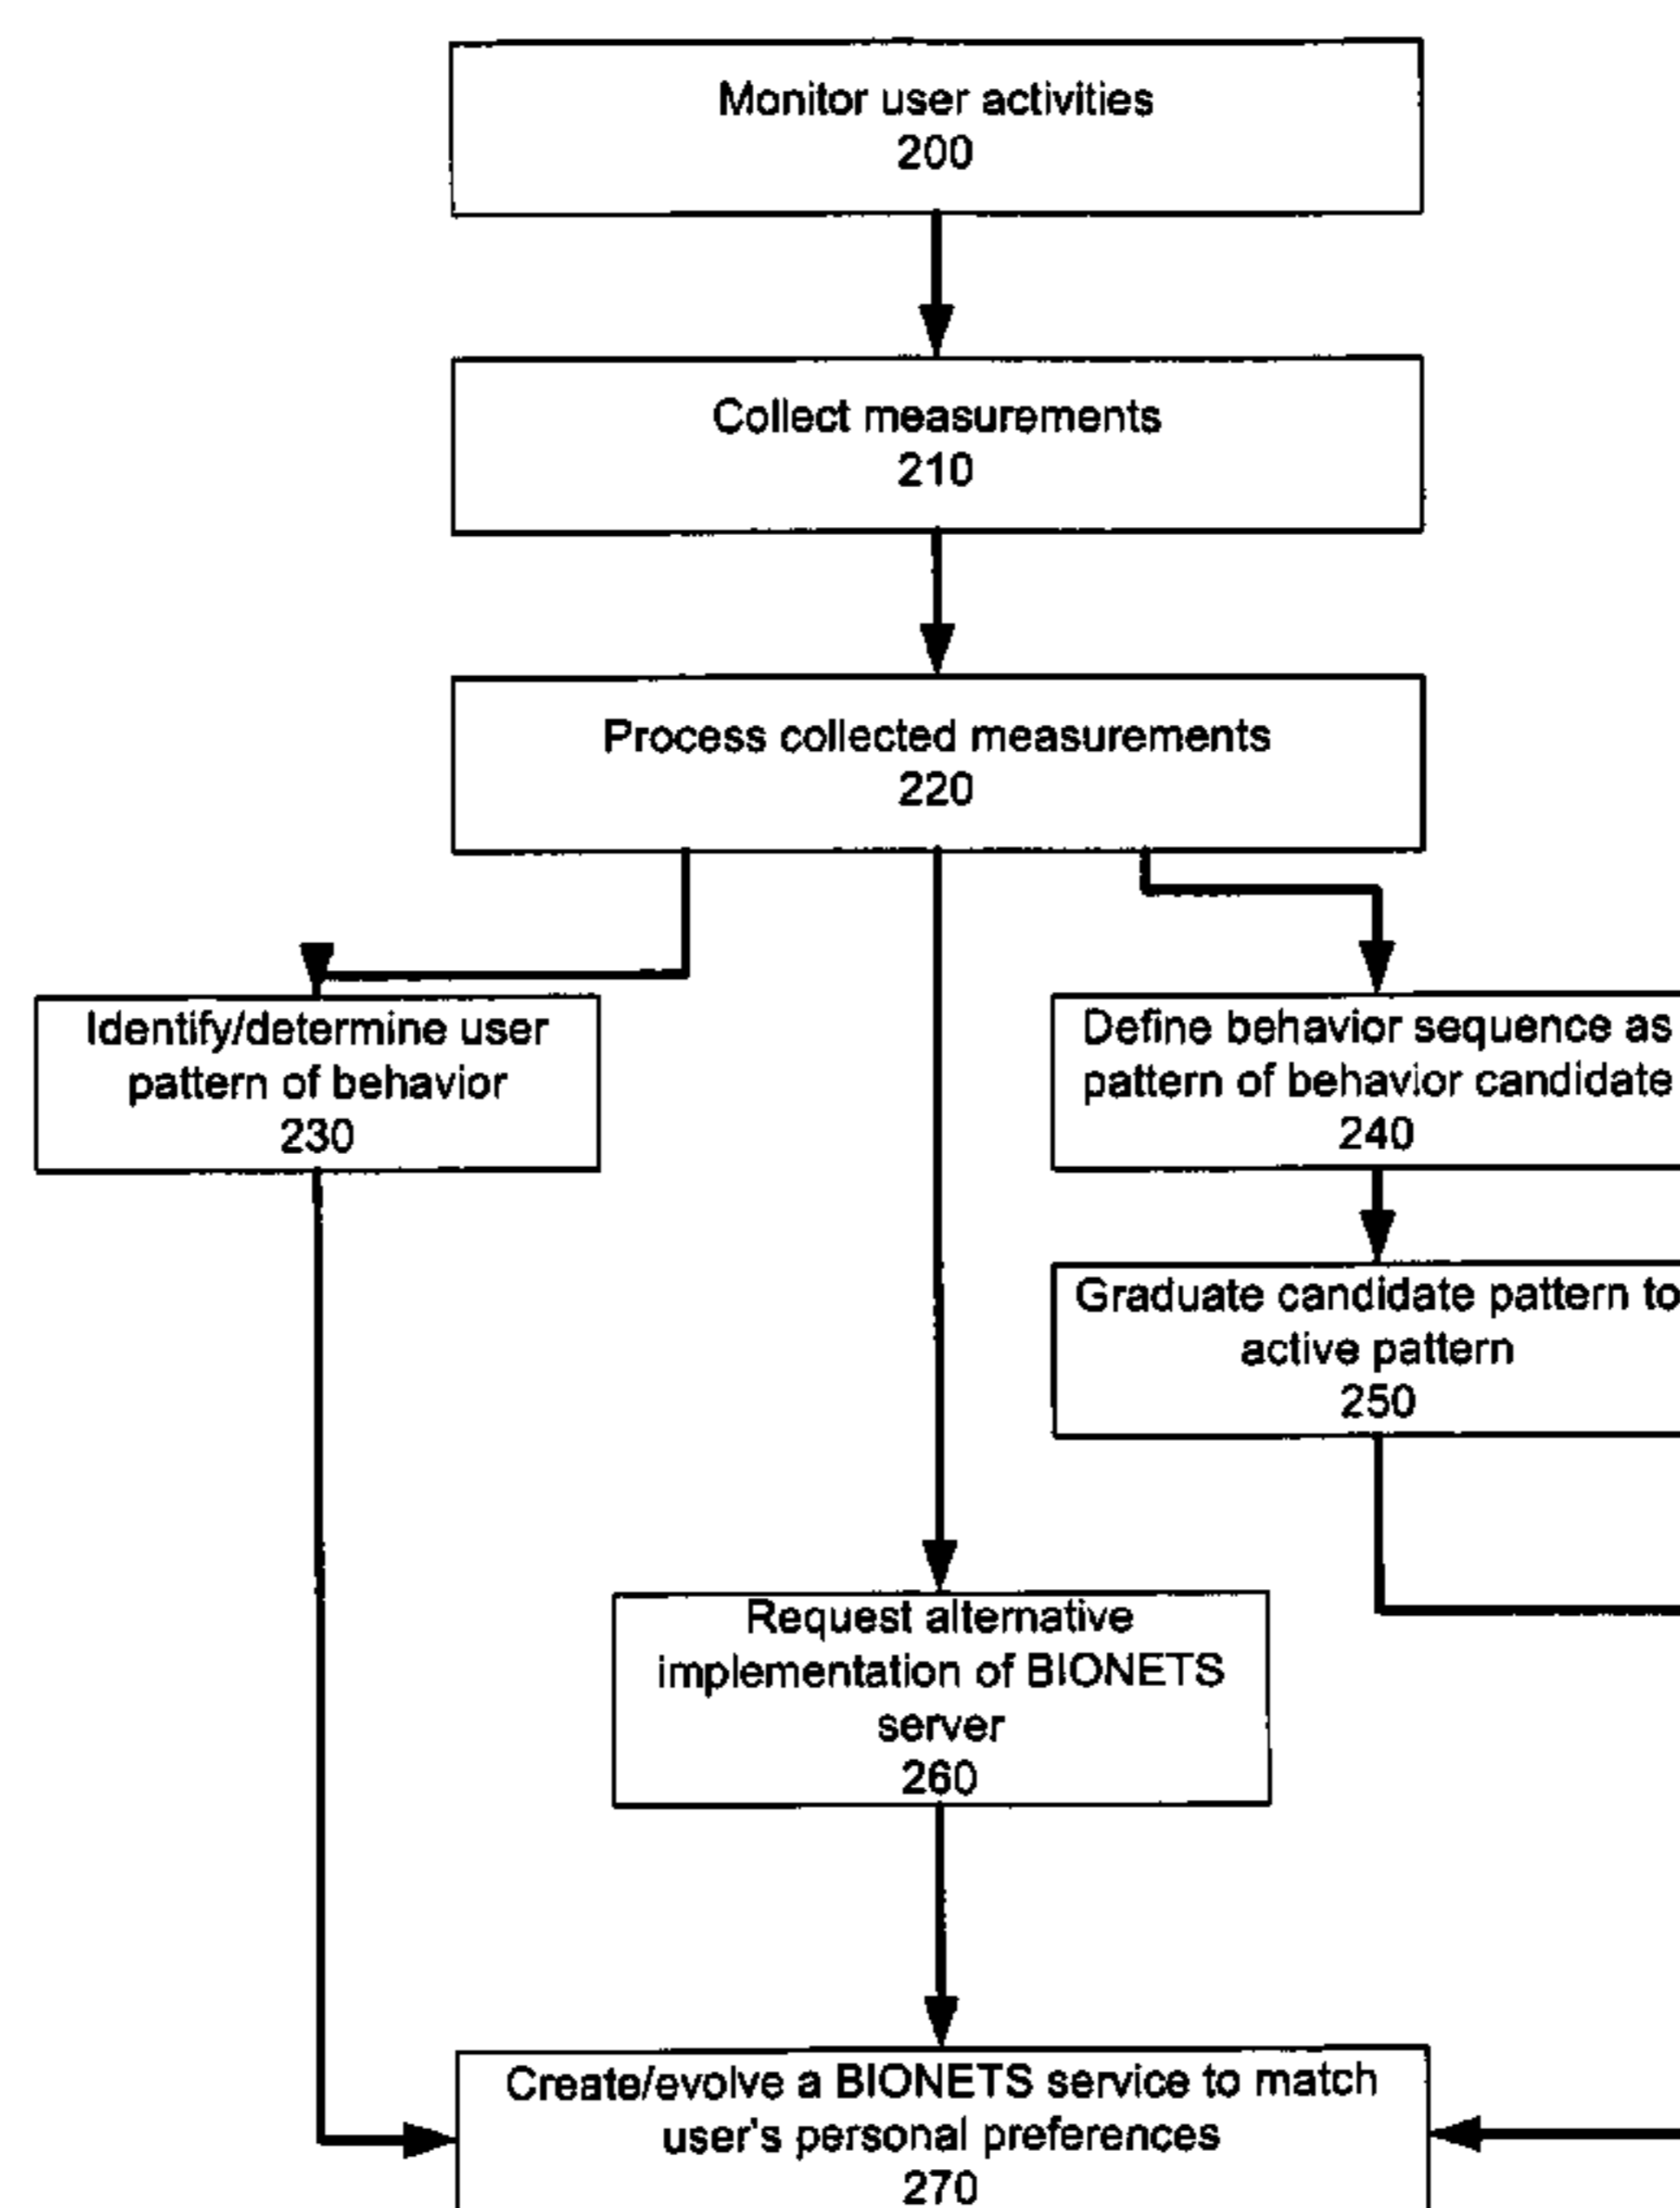 Monitor user activities
200
Collect measurements
210
Process collected measurements
220
Identify/determine user
pattern of behavior
230
Define behavior sequence as
pattern of behavior candidate
240
Graduate candidate pattern to
active pattern
250
Request alternative
implementation of BIONETS
server
260
Create/evolve a BIONETS service to match
user's personal preferences
270